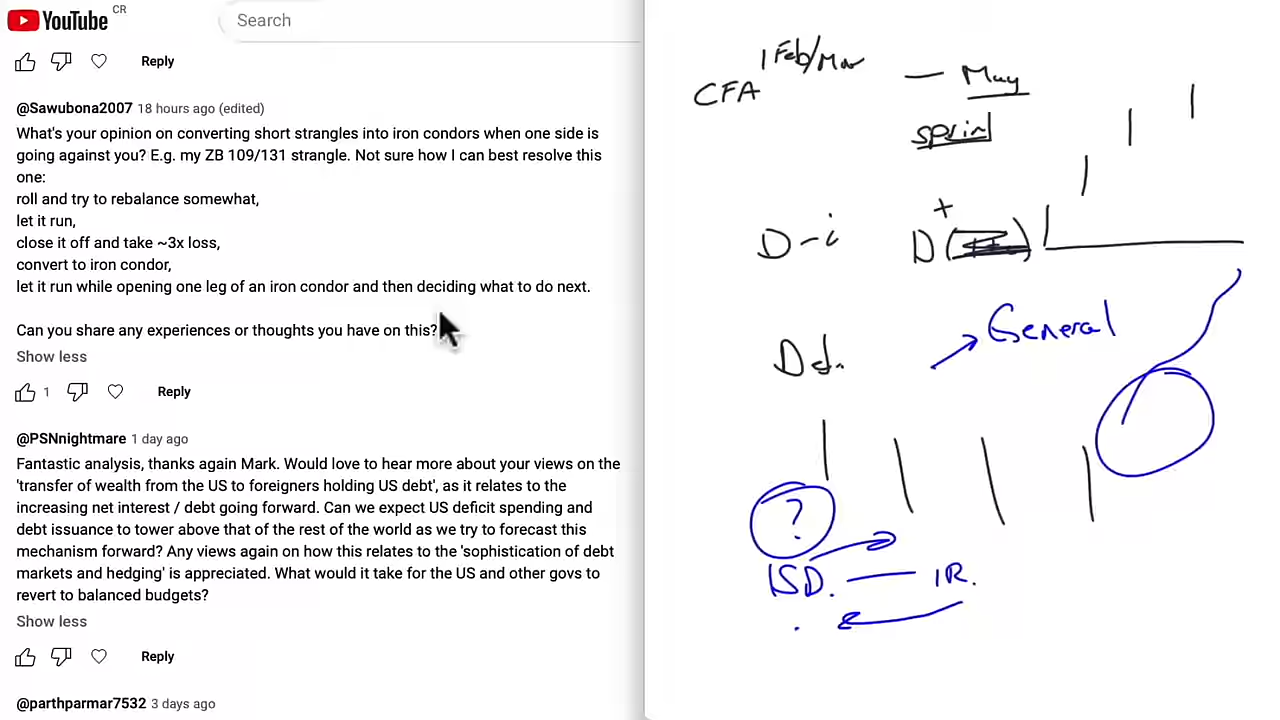 YouTube CR
Search
Reply
@Sawubona2007 18 hours ago (edited)
What's your opinion on converting short strangles into iron condors when one side is
going against you? E.g. my ZB 109/131 strangle. Not sure how I can best resolve this
one:
roll and try to rebalance somewhat,
let it run,
close it off and take ~3x loss,
convert to iron condor,
let it run while opening one leg of an iron condor and then deciding what to do next.
Can you share any experiences or thoughts you have on this?
Show less
1
Reply
@PSNnightmare 1 day ago
Fantastic analysis, thanks again Mark. Would love to hear more about your views on the
'transfer of wealth from the US to foreigners holding US debt', as it relates to the
increasing net interest / debt going forward. Can we expect US deficit spending and
debt issuance to tower above that of the rest of the world as we try to forecast this
mechanism forward? Any views again on how this relates to the 'sophistication of debt
markets and hedging' is appreciated. What would it take for the US and other govs to
revert to balanced budgets?
Show less
Reply
@parthparmar7532 3 days ago
1 Feb/Mar
CFA — May
D-i D
General
?
ISD. — IR.